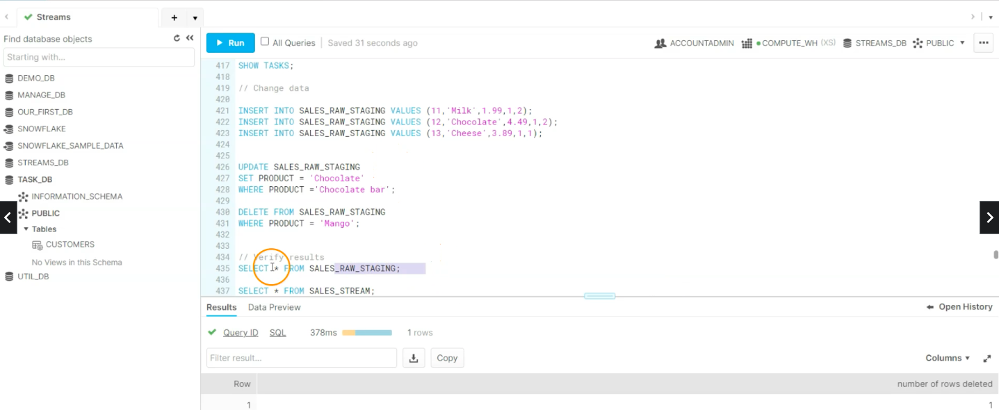 Streams
+
Find database objects
Starting with...
DEMO_DB
MANAGE_DB
OUR_FIRST_DB
SNOWFLAKE
SNOWFLAKE_SAMPLE_DATA
STREAMS_DB
TASK_DB
INFORMATION_SCHEMA
PUBLIC
Tables
CUSTOMERS
No Views in this Schema
UTIL_DB
Run All Queries Saved 31 seconds ago ACCOUNTADMIN COMPUTE_WH (XS) STREAMS_DB PUBLIC
417 SHOW TASKS;
418
419 // Change data
420
421 INSERT INTO SALES_RAW_STAGING VALUES (11,'Milk',1.99,1,2);
422 INSERT INTO SALES_RAW_STAGING VALUES (12,'Chocolate',4.49,1,2);
423 INSERT INTO SALES_RAW_STAGING VALUES (13,'Cheese',3.89,1,1);
424
425
426 UPDATE SALES_RAW_STAGING
427 SET PRODUCT = 'Chocolate'
428 WHERE PRODUCT ='Chocolate bar';
429
430 DELETE FROM SALES_RAW_STAGING
431 WHERE PRODUCT = 'Mango';
432
433
434 // Verify results
435 SELECT * FROM SALES_RAW_STAGING;
436
437 SELECT * FROM SALES_STREAM;
Results Data Preview Open History
Query ID SQL 378ms 1 rows
Filter result... Copy Columns
Row number of rows deleted
1 1